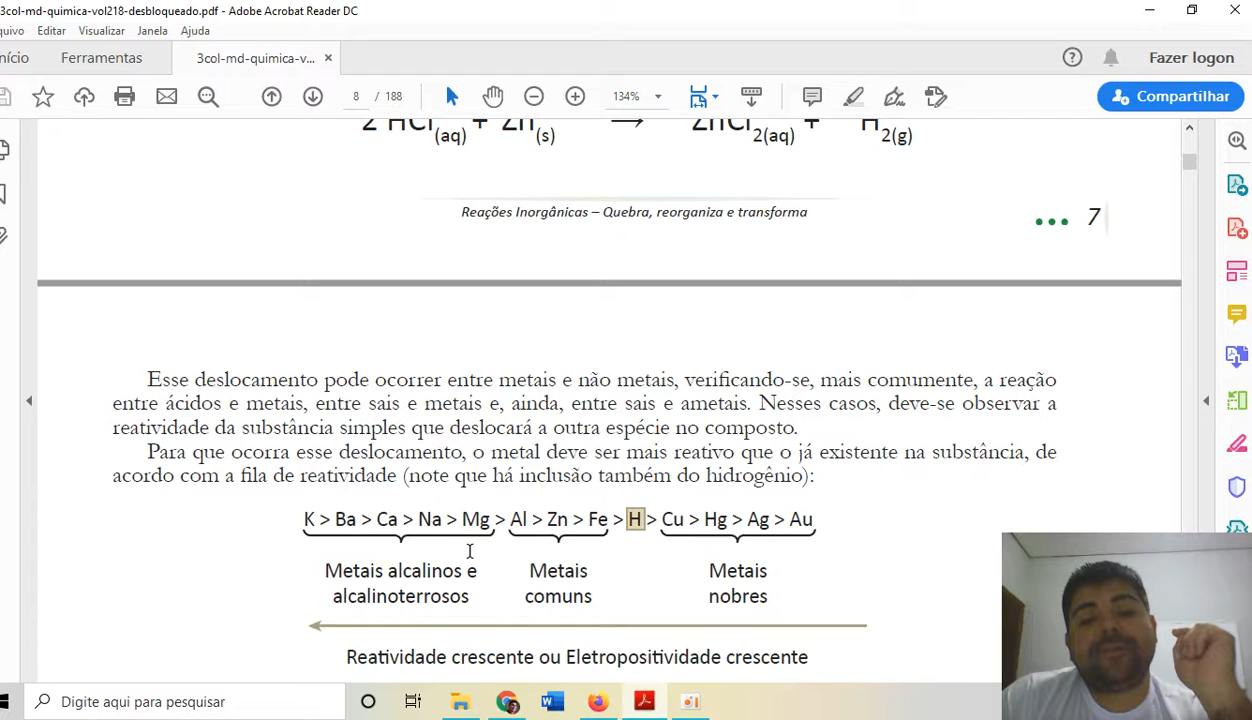 3col-md-quimica-vol218-desbloqueado.pdf - Adobe Acrobat Reader DC
rquivo Editar Visualizar Janela Ajuda
nício Ferramentas 3col-md-quimica-v... × Fazer logon
8 / 188 134% Compartilhar
2 HCl(aq) + Zn(s) → ZnCl2(aq) + H2(g)
Reações Inorgânicas – Quebra, reorganiza e transforma ••• 7
Esse deslocamento pode ocorrer entre metais e não metais, verificando-se, mais comumente, a reação
entre ácidos e metais, entre sais e metais e, ainda, entre sais e ametais. Nesses casos, deve-se observar a
reatividade da substância simples que deslocará a outra espécie no composto.
Para que ocorra esse deslocamento, o metal deve ser mais reativo que o já existente na substância, de
acordo com a fila de reatividade (note que há inclusão também do hidrogênio):
K > Ba > Ca > Na > Mg > Al > Zn > Fe > H > Cu > Hg > Ag > Au
Metais alcalinos e Metais Metais
alcalinoterrosos comuns nobres
Reatividade crescente ou Eletropositividade crescente
Digite aqui para pesquisar